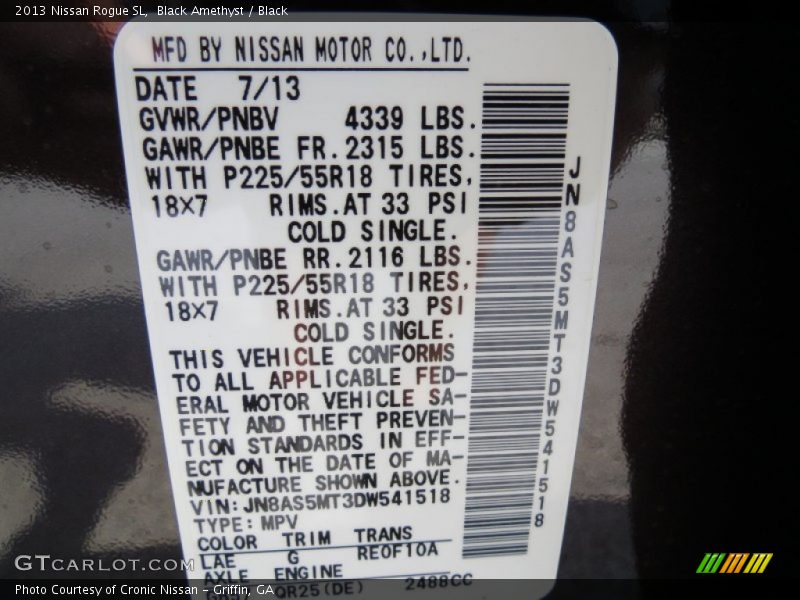 2013 Nissan Rogue SL,  Black Amethyst / Black
MFD BY NISSAN MOTOR CO.,LTD.
DATE 7/13
GVWR/PNBV 4339 LBS.
GAWR/PNBE FR. 2315 LBS.
WITH P225/55R18 TIRES,
18X7 RIMS. AT 33 PSI
COLD SINGLE.
GAWR/PNBE RR. 2116 LBS.
WITH P225/55R18 TIRES,
18X7 RIMS. AT 33 PSI
COLD SINGLE.
THIS VEHICLE CONFORMS
TO ALL APPLICABLE FED-
ERAL MOTOR VEHICLE SA-
FETY AND THEFT PREVEN-
TION STANDARDS IN EFF-
ECT ON THE DATE OF MA-
NUFACTURE SHOWN ABOVE.
VIN: JN8AS5MT3DW541518
TYPE: MPV
COLOR TRIM TRANS
LAE G RE0F10A
AXLE ENGINE
QR25(DE) 2488CC
JN8AS5MT3DW541518
GTCarlot.com
Photo Courtesy of Cronic Nissan - Griffin, GA